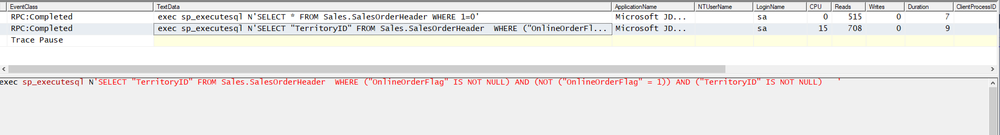 EventClass TextData ApplicationName NTUserName LoginName CPU Reads Writes Duration ClientProcessID
RPC:Completed exec sp_executesql N'SELECT * FROM Sales.SalesOrderHeader WHERE 1=0' Microsoft JD... sa 0 515 0 7
RPC:Completed exec sp_executesql N'SELECT "TerritoryID" FROM Sales.SalesOrderHeader  WHERE ("OnlineOrderFl... Microsoft JD... sa 15 708 0 9
Trace Pause
exec sp_executesql N'SELECT "TerritoryID" FROM Sales.SalesOrderHeader  WHERE ("OnlineOrderFlag" IS NOT NULL) AND (NOT ("OnlineOrderFlag" = 1)) AND ("TerritoryID" IS NOT NULL)   '